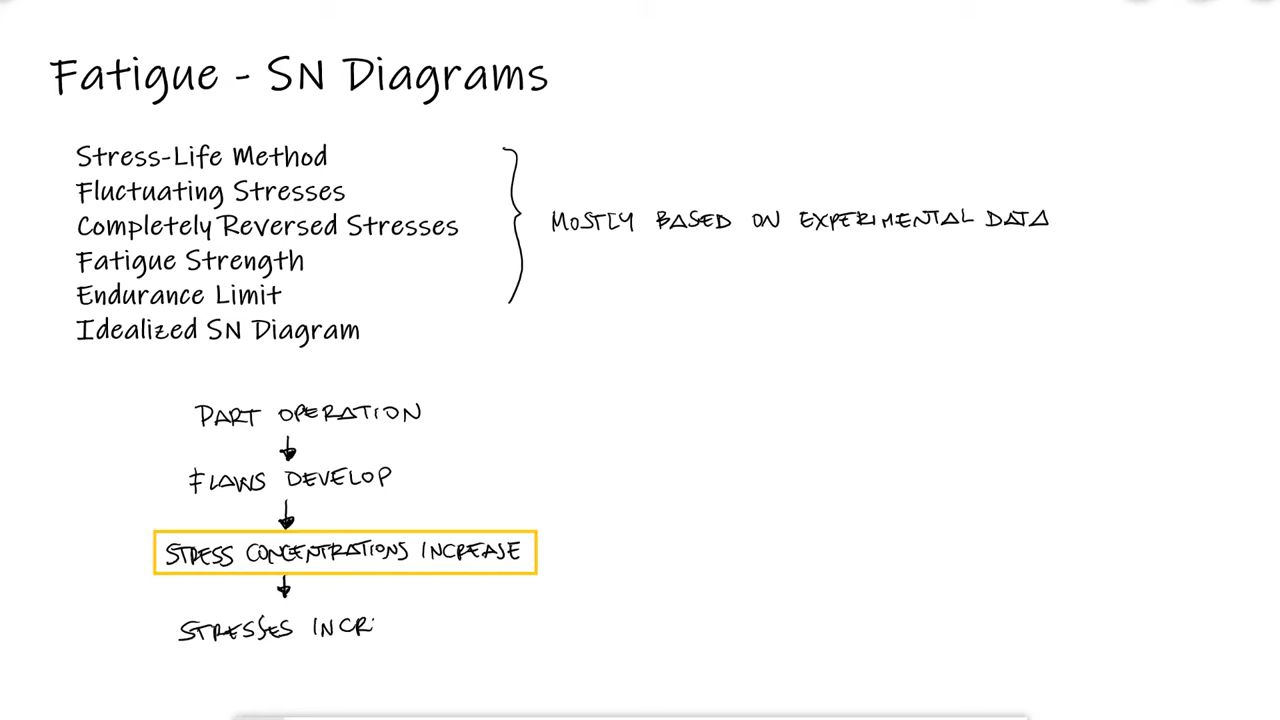 Fatigue - SN Diagrams
Stress-Life Method
Fluctuating Stresses
Completely Reversed Stresses
Fatigue Strength
Endurance Limit
Idealized SN Diagram
MOSTLY BASED ON EXPERIMENTAL DATA
PART OPERATION
FLAWS DEVELOP
STRESS CONCENTRATIONS INCREASE
STRESSES INCR